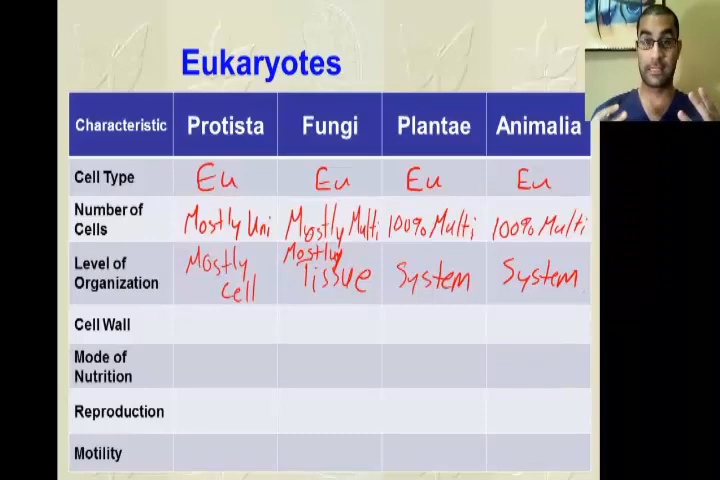 Eukaryotes
Characteristic Protista Fungi Plantae Animalia
Cell Type Eu Eu Eu Eu
Number of
Cells Mostly Uni Mostly Multi 100% Multi 100% Multi
Level of
Organization Mostly
Cell Mostly
Tissue System System
Cell Wall
Mode of
Nutrition
Reproduction
Motility